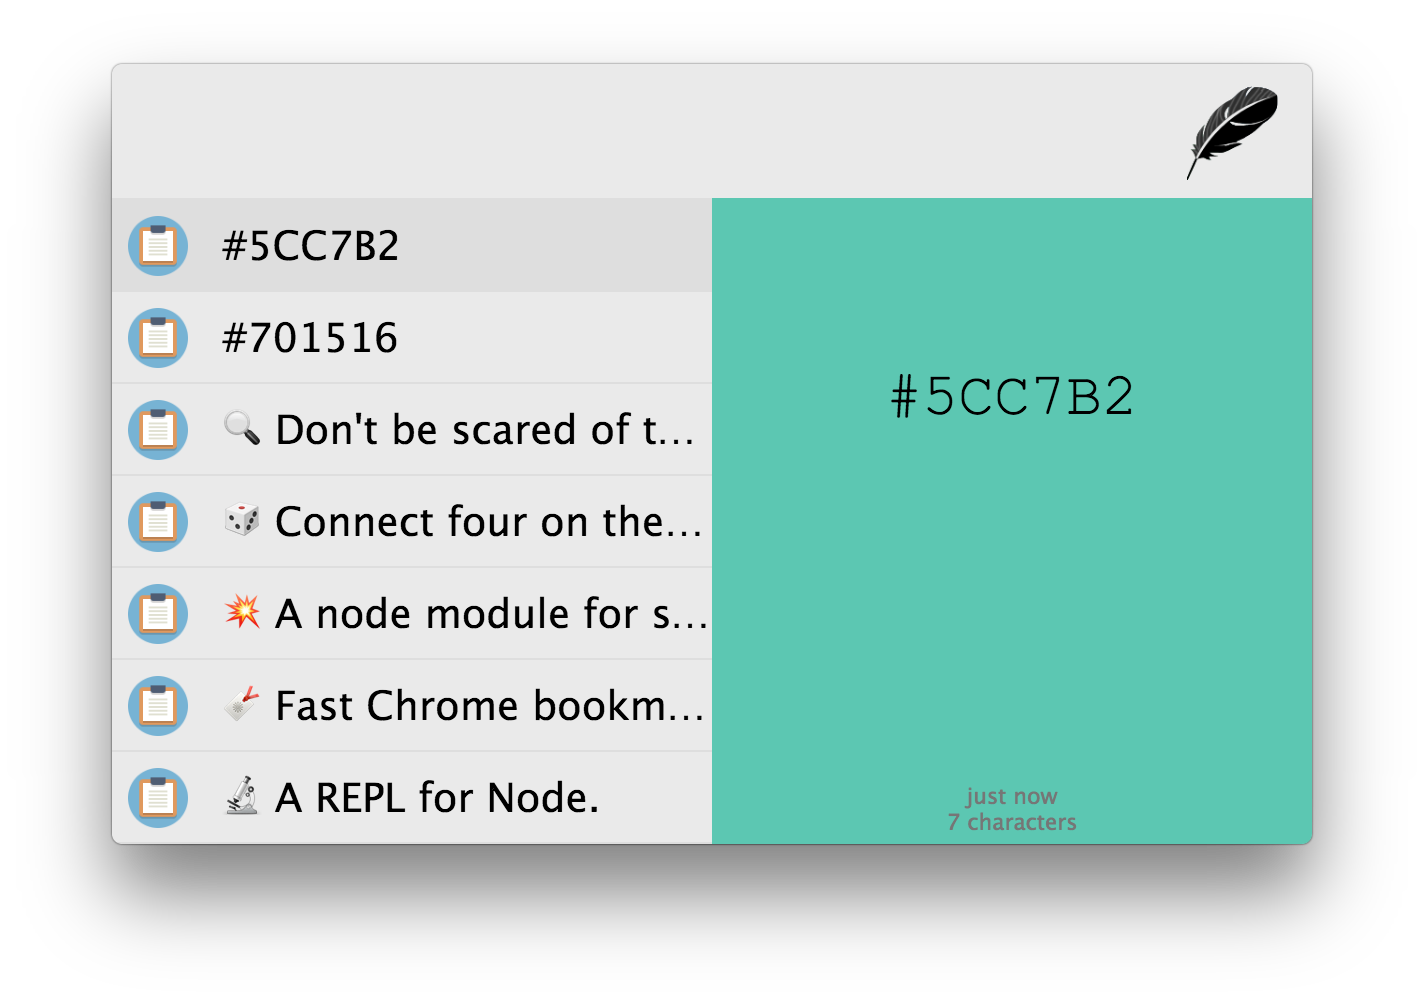 #5CC7B2
#701516
🔍 Don't be scared of t...
🎲 Connect four on the...
💥 A node module for s...
🔖 Fast Chrome bookm...
🔬 A REPL for Node.
#5CC7B2
just now
7 characters